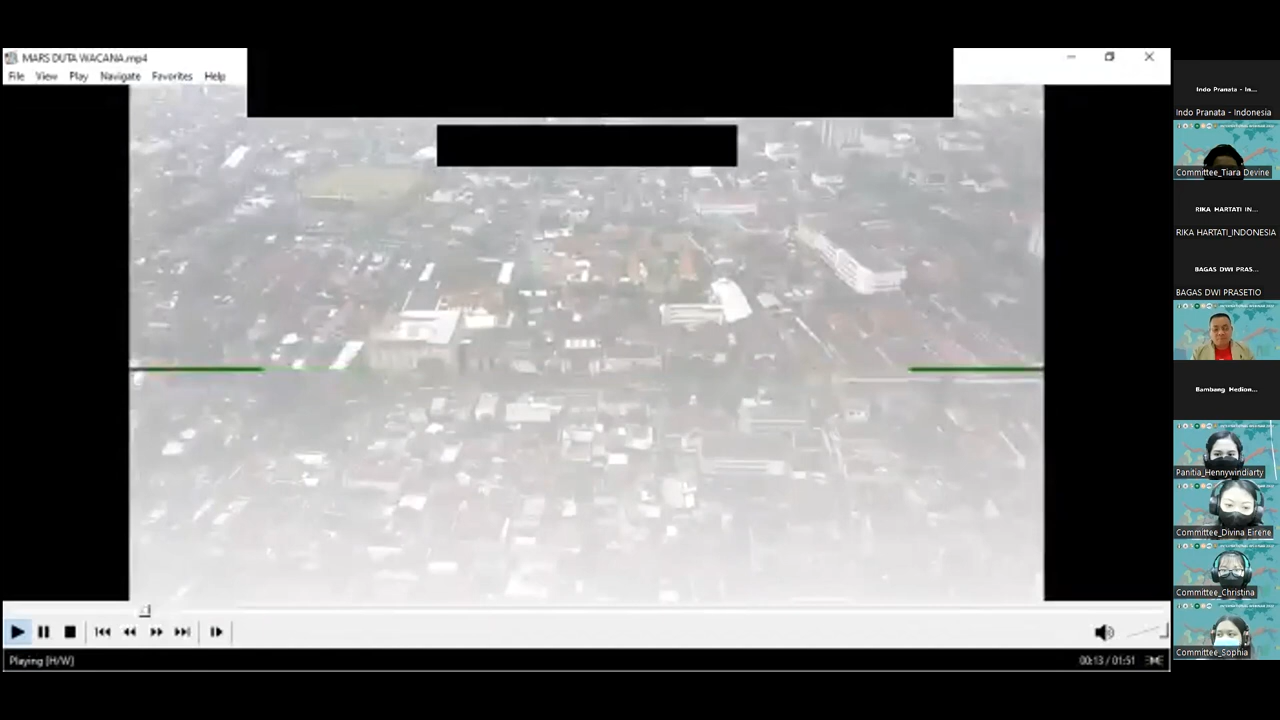 MARS DUTA WACANA.mp4
File View Play Navigate Favorites Help
Playing [H/W]
00:13 / 01:51
Indo Pranata - In...
Indo Pranata - Indonesia
Committee_Tiara Devine
RIKA HARTATI IN...
RIKA HARTATI_INDONESIA
BAGAS DWI PRAS...
BAGAS DWI PRASETIO
Bambang Hedion...
Panitia_Hennywindiarty
Committee_Divina Eirene
Committee_Christina
Committee_Sophia